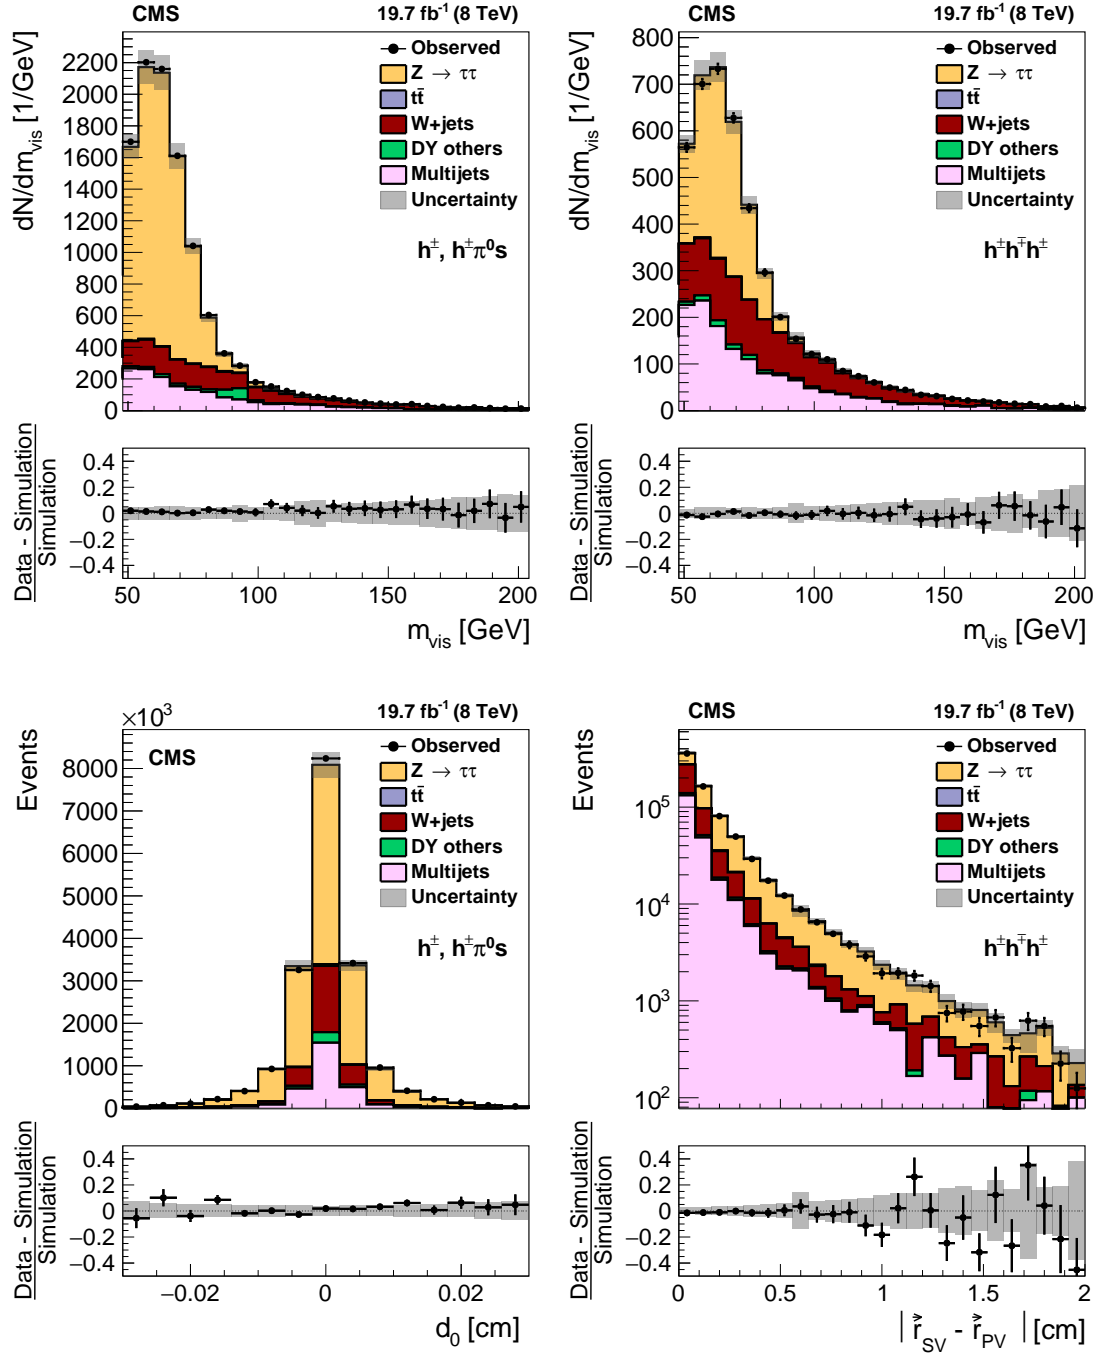 CMS 19.7 fb⁻¹ (8 TeV)
dN/dm_vis [1/GeV]
2200
2000
1800
1600
1400
1200
1000
800
600
400
200
0
Observed
Z → ττ
tt̄
W+jets
DY others
Multijets
Uncertainty
h±, h±π⁰s
Data - Simulation
Simulation
0.4
0.2
0
−0.2
−0.4
50 100 150 200
m_vis [GeV]
CMS 19.7 fb⁻¹ (8 TeV)
dN/dm_vis [1/GeV]
800
700
600
500
400
300
200
100
0
Observed
Z → ττ
tt̄
W+jets
DY others
Multijets
Uncertainty
h±h∓h±
Data - Simulation
Simulation
0.4
0.2
0
−0.2
−0.4
50 100 150 200
m_vis [GeV]
×10³ 19.7 fb⁻¹ (8 TeV)
CMS
Events
8000
7000
6000
5000
4000
3000
2000
1000
0
Observed
Z → ττ
tt̄
W+jets
DY others
Multijets
Uncertainty
h±, h±π⁰s
Data - Simulation
Simulation
0.4
0.2
0
−0.2
−0.4
−0.02 0 0.02
d₀ [cm]
CMS 19.7 fb⁻¹ (8 TeV)
Events
10⁵
10⁴
10³
10²
Observed
Z → ττ
tt̄
W+jets
DY others
Multijets
Uncertainty
h±h∓h±
Data - Simulation
Simulation
0.4
0.2
0
−0.2
−0.4
0 0.5 1 1.5 2
| r⃗_SV - r⃗_PV | [cm]